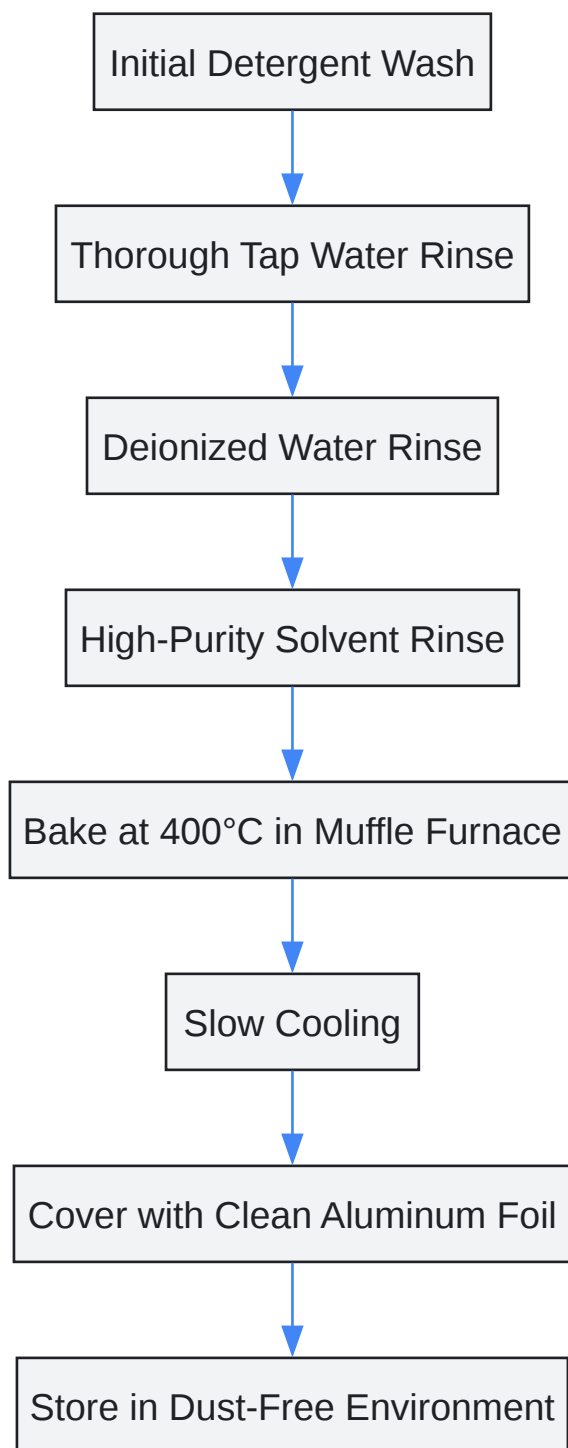 Initial Detergent Wash
Thorough Tap Water Rinse
Deionized Water Rinse
High-Purity Solvent Rinse
Bake at 400°C in Muffle Furnace
Slow Cooling
Cover with Clean Aluminum Foil
Store in Dust-Free Environment